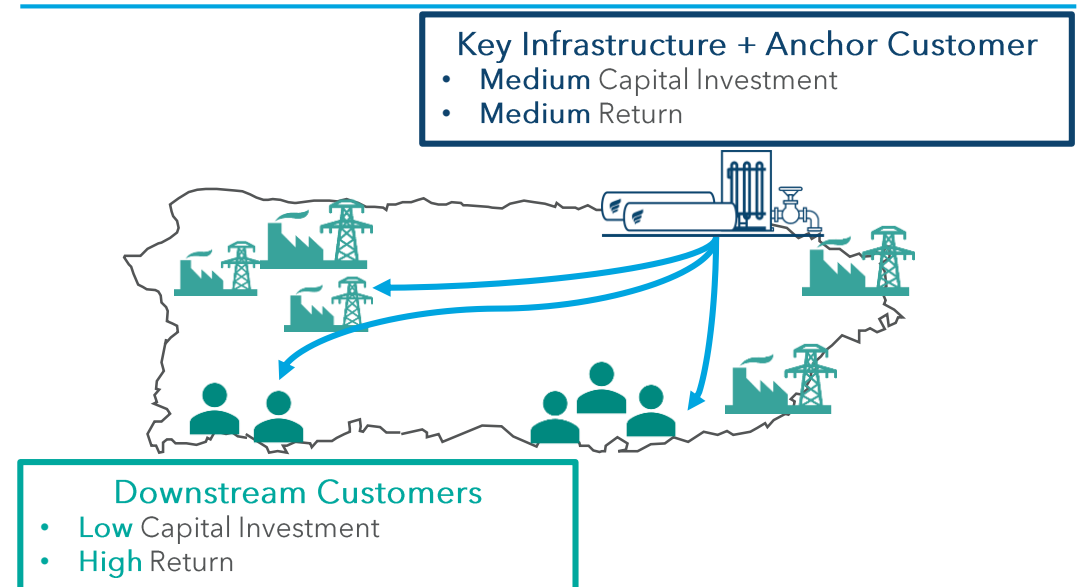 Key Infrastructure + Anchor Customer
• Medium Capital Investment
• Medium Return
Downstream Customers
• Low Capital Investment
• High Return